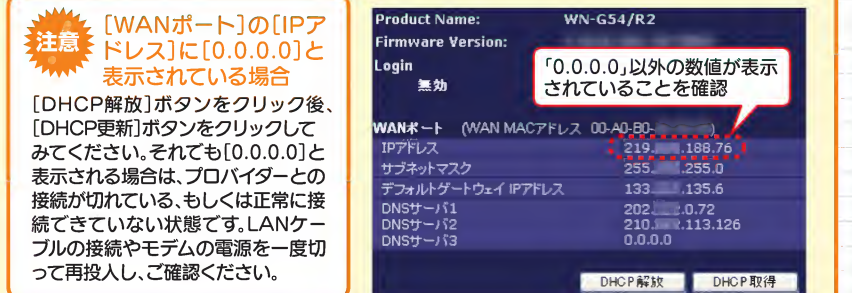 注意
[WANポート]の[IPア
ドレス]に[0.0.0.0]と
表示されている場合
[DHCP解放]ボタンをクリック後、
[DHCP更新]ボタンをクリックして
みてください。それでも[0.0.0.0]と
表示される場合は、プロバイダーとの
接続が切れている、もしくは正常に接
続できていない状態です。LANケー
ブルの接続やモデムの電源を一度切
って再投入し、ご確認ください。
Product Name: WN-G54/R2
Firmware Version:
Login
無効
「0.0.0.0」以外の数値が表示
されていることを確認
WANポート (WAN MACアドレス 00-A0-B0- )
IPアドレス 219. .188.76
サブネットマスク 255. .255.0
デフォルトゲートウェイ IPアドレス 133. .135.6
DNSサーバ1 202. .0.72
DNSサーバ2 210. .113.126
DNSサーバ3 0.0.0.0
DHCP解放 DHCP取得